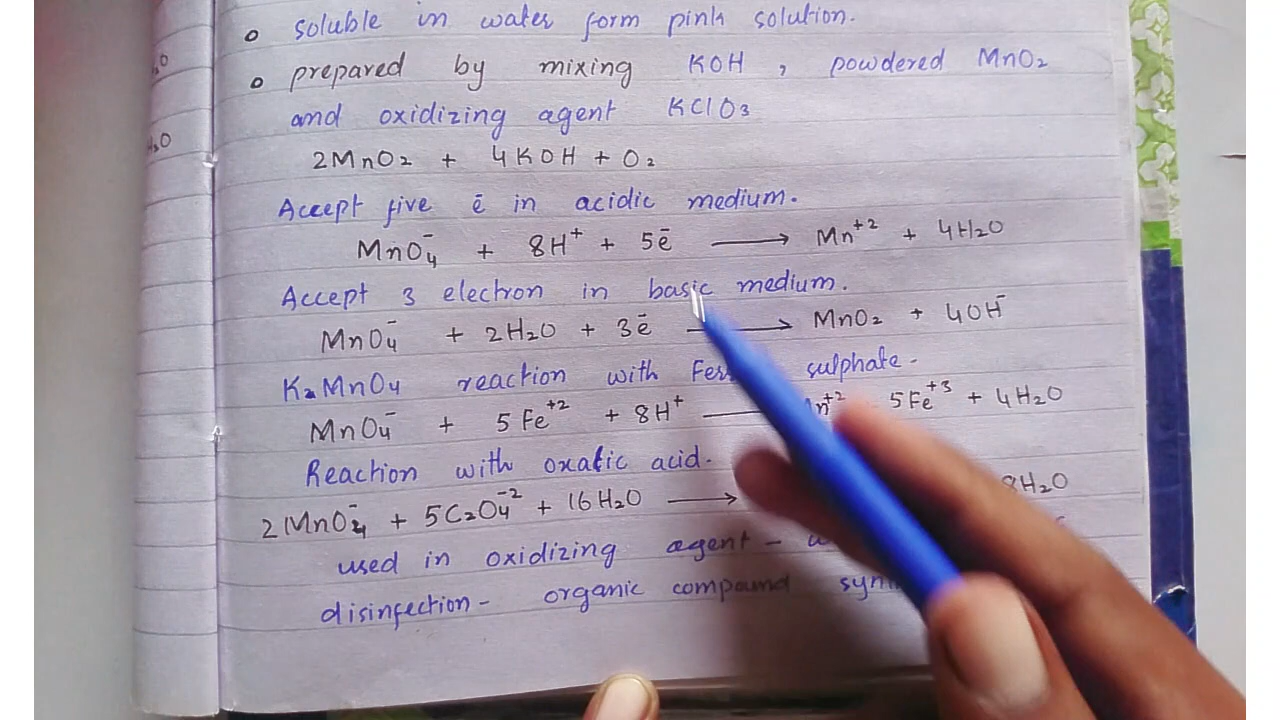 soluble in water form pink solution.
prepared by mixing KOH, powdered MnO2
and oxidizing agent KClO3
2MnO2 + 4KOH + O2
Accept five ē in acidic medium.
MnO4⁻ + 8H⁺ + 5ē ⟶ Mn⁺² + 4H2O
Accept 3 electron in basic medium.
MnO4⁻ + 2H2O + 3ē ⟶ MnO2 + 4OH⁻
K2MnO4 reaction with sulphate.
MnO4⁻ + 5Fe⁺² + 8H⁺ ⟶ 5Fe⁺³ + 4H2O
Reaction with oxalic acid.
2MnO4⁻ + 5C2O4⁻² + 16H2O ⟶ 8H2O
used in oxidizing agent -
disinfection - organic compound